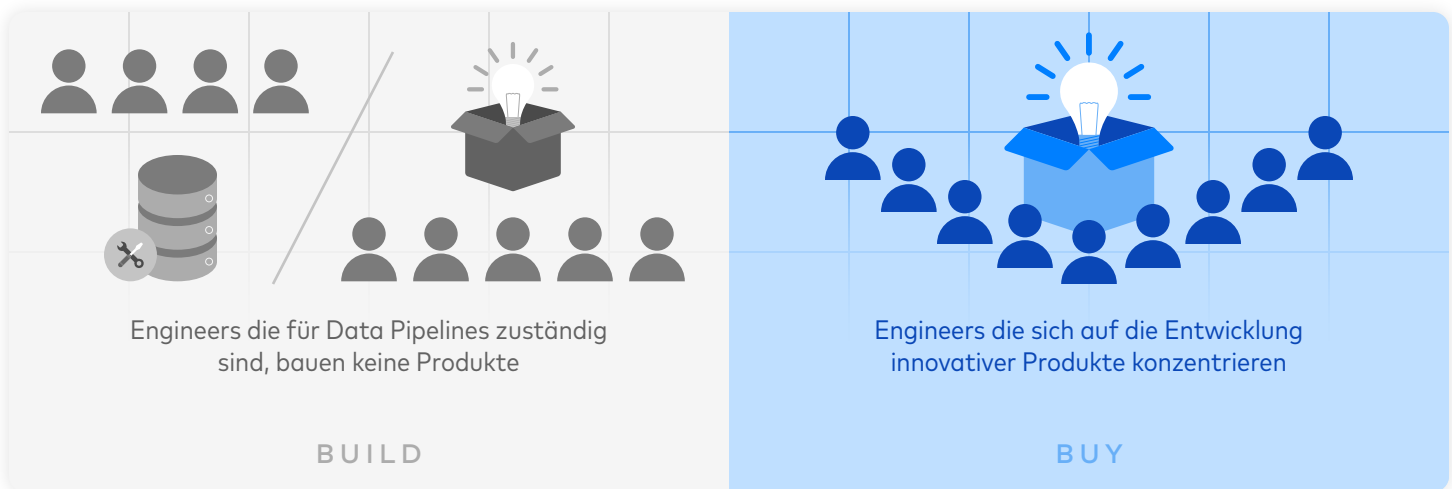 Engineers die für Data Pipelines zuständig
sind, bauen keine Produkte
BUILD
Engineers die sich auf die Entwicklung
innovativer Produkte konzentrieren
BUY